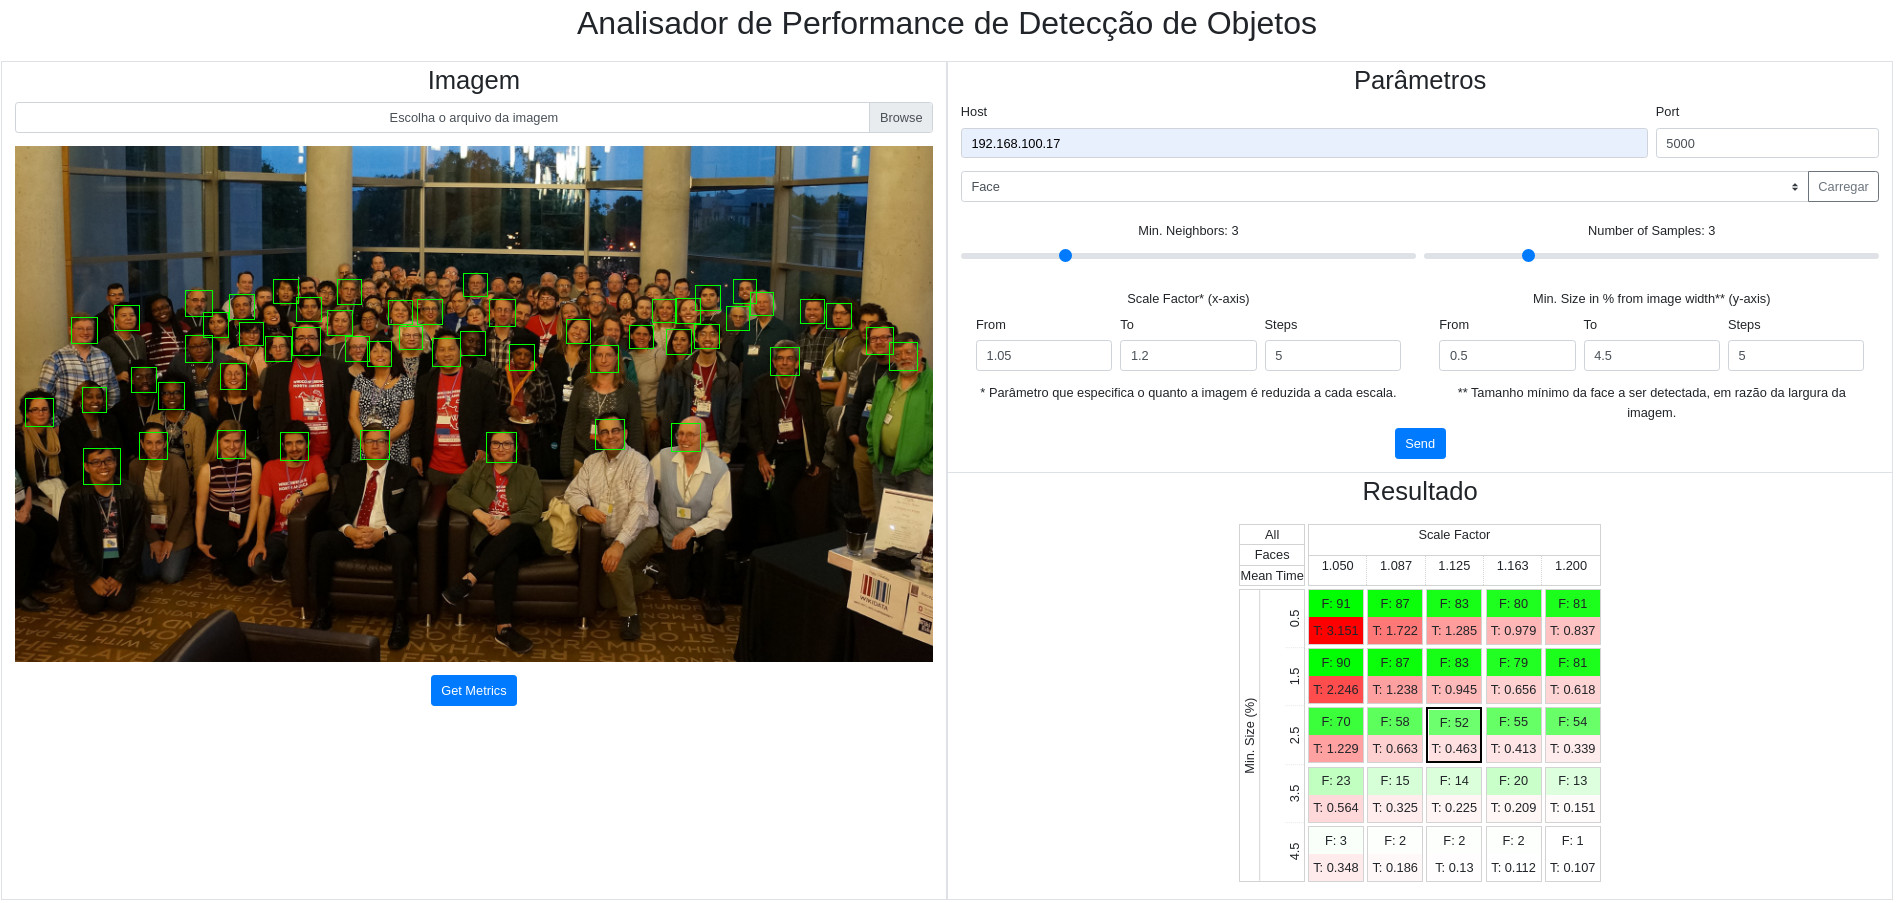 Analisador de Performance de Detecção de Objetos
Imagem
Escolha o arquivo da imagem Browse
WIKIDATA
Get Metrics
Parâmetros
Host Port
192.168.100.17 5000
Face Carregar
Min. Neighbors: 3 Number of Samples: 3
Scale Factor* (x-axis) Min. Size in % from image width** (y-axis)
From To Steps From To Steps
1.05 1.2 5 0.5 4.5 5
* Parâmetro que especifica o quanto a imagem é reduzida a cada escala.
** Tamanho mínimo da face a ser detectada, em razão da largura da
imagem.
Send
Resultado
All Scale Factor
Faces
Mean Time 1.050 1.087 1.125 1.163 1.200
Min. Size (%)
0.5 F: 91 F: 87 F: 83 F: 80 F: 81
T: 3.151 T: 1.722 T: 1.285 T: 0.979 T: 0.837
1.5 F: 90 F: 87 F: 83 F: 79 F: 81
T: 2.246 T: 1.238 T: 0.945 T: 0.656 T: 0.618
2.5 F: 70 F: 58 F: 52 F: 55 F: 54
T: 1.229 T: 0.663 T: 0.463 T: 0.413 T: 0.339
3.5 F: 23 F: 15 F: 14 F: 20 F: 13
T: 0.564 T: 0.325 T: 0.225 T: 0.209 T: 0.151
4.5 F: 3 F: 2 F: 2 F: 2 F: 1
T: 0.348 T: 0.186 T: 0.13 T: 0.112 T: 0.107